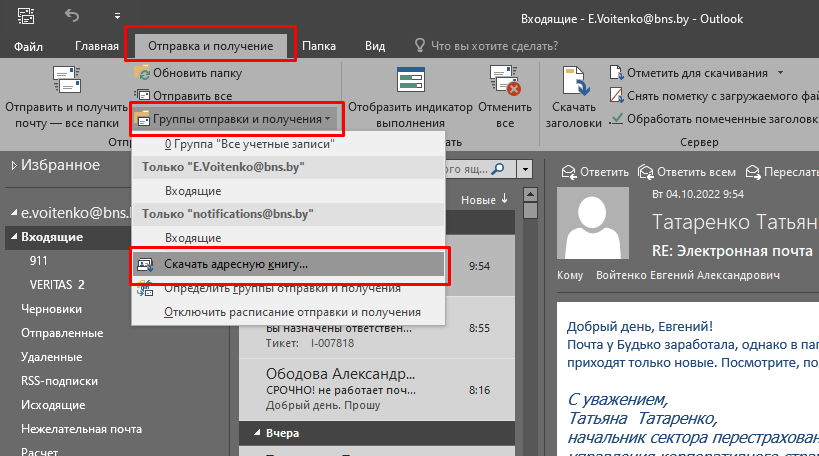 Входящие - E.Voitenko@bns.by - Outlook
Файл Главная Отправка и получение Папка Вид Что вы хотите сделать?
Отправить и получить почту — все папки
Обновить папку
Отправить все
Группы отправки и получения
Отобразить индикатор выполнения
Отменить все
Скачать заголовки
Отметить для скачивания
Снять пометку с загружаемого
Обработать помеченные заголовки
Сервер
0 Группа "Все учетные записи"
Только "E.Voitenko@bns.by"
Входящие
Только "notifications@bns.by"
Входящие
Скачать адресную книгу...
Определить группы отправки и получения
Отключить расписание отправки и получения
Избранное
e.voitenko@bns.
Входящие
911
VERITAS 2
Черновики
Отправленные
Удаленные
RSS-подписки
Исходящие
Нежелательная почта
Расчет
Новые
9:54
8:55
Вы назначены ответствен...
Тикет: I-007818
Ободова Александр...
СРОЧНО! не работает поч... 8:16
Добрый день. Прошу
Вчера
Ответить Ответить всем Переслать
Вт 04.10.2022 9:54
Татаренко Татьян
RE: Электронная почта
Кому Войтенко Евгений Александрович
Добрый день, Евгений!
Почта у Будько заработала, однако в пап
приходят только новые. Посмотрите, по
С уважением,
Татьяна Татаренко,
начальник сектора перестрахован